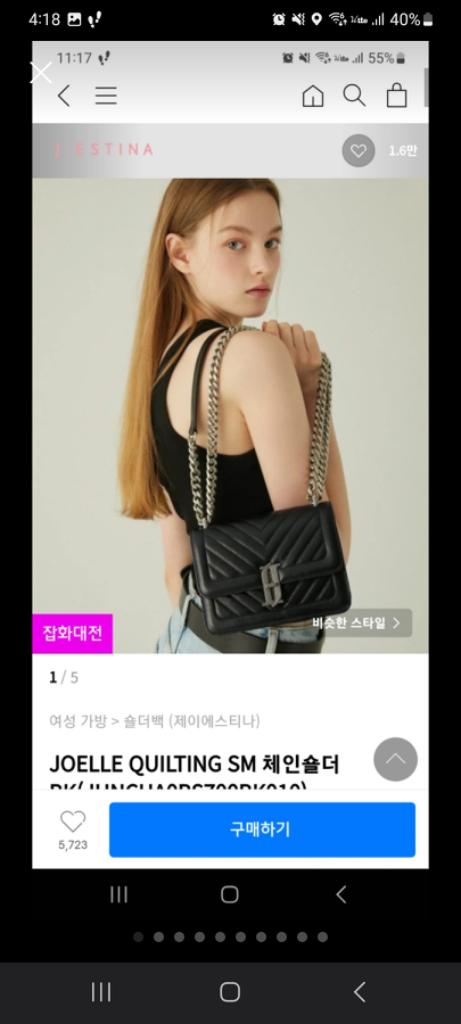 4:18
40%
11:17
55%
J ESTINA
1.6만
잡화대전
비슷한 스타일 >
1 / 5
여성 가방 > 숄더백 (제이에스티나)
JOELLE QUILTING SM 체인숄더
5,723
구매하기